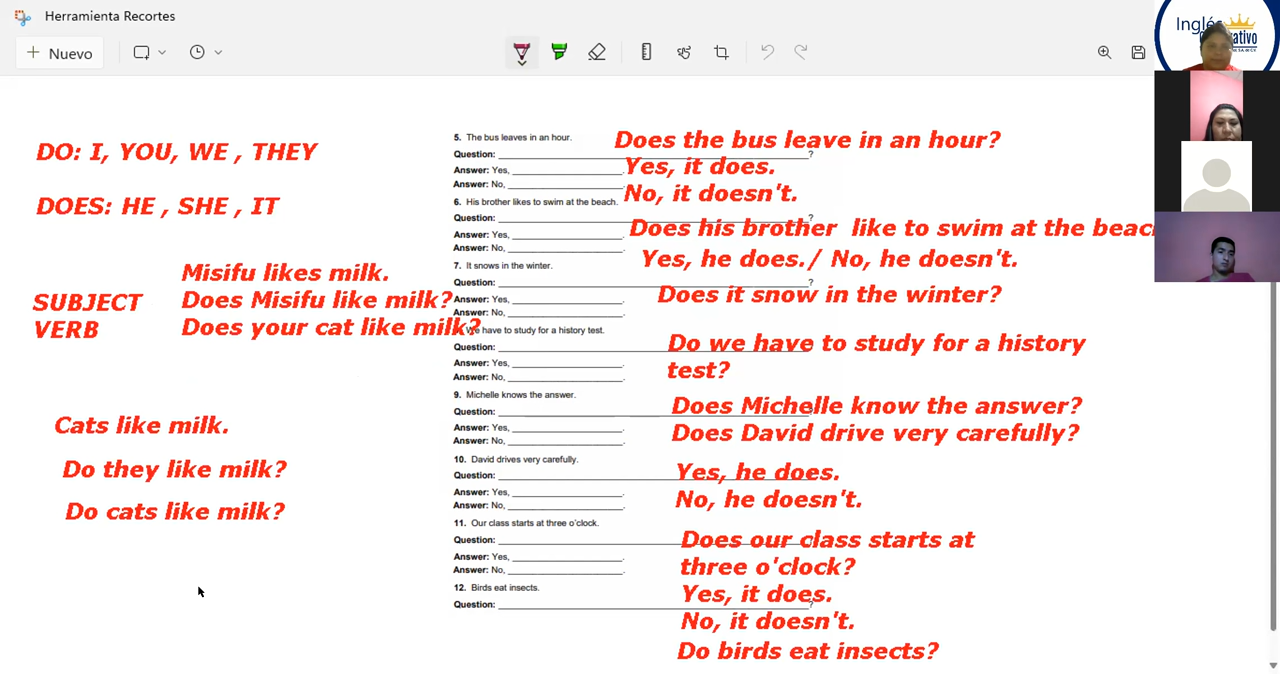 Herramienta Recortes
Nuevo
Inglés
DO: I, YOU, WE , THEY
DOES: HE , SHE , IT
Misifu likes milk.
SUBJECT
VERB
Does Misifu like milk?
Does your cat like milk?
Cats like milk.
Do they like milk?
Do cats like milk?
5. The bus leaves in an hour.
Does the bus leave in an hour?
Question: ?
Answer: Yes, .
Yes, it does.
Answer: No, .
No, it doesn't.
6. His brother likes to swim at the beach.
Question: ?
Does his brother like to swim at the beac
Answer: Yes, .
Answer: No, .
Yes, he does./ No, he doesn't.
7. It snows in the winter.
Question: ?
Does it snow in the winter?
Answer: Yes, .
Answer: No, .
We have to study for a history test.
Question:
Do we have to study for a history
test?
Answer: Yes, .
Answer: No, .
9. Michelle knows the answer.
Does Michelle know the answer?
Question:
Answer: Yes, .
Does David drive very carefully?
Answer: No, .
10. David drives very carefully.
Question:
Yes, he does.
Answer: Yes, .
No, he doesn't.
Answer: No, .
11. Our class starts at three o'clock.
Question:
Does our class starts at
three o'clock?
Answer: Yes, .
Answer: No, .
Yes, it does.
12. Birds eat insects.
Question: ?
No, it doesn't.
Do birds eat insects?